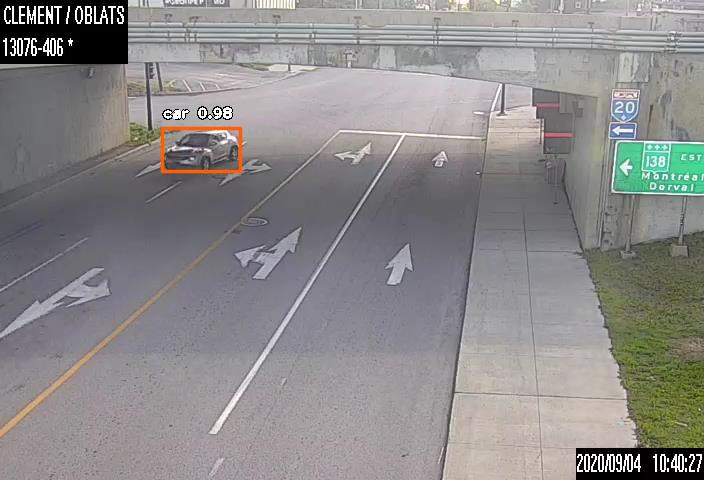 CLEMENT / OBLATS
13076-406 *
car 0.98
20
138
EST
Montréal
Dorval
2020/09/04 10:40:27